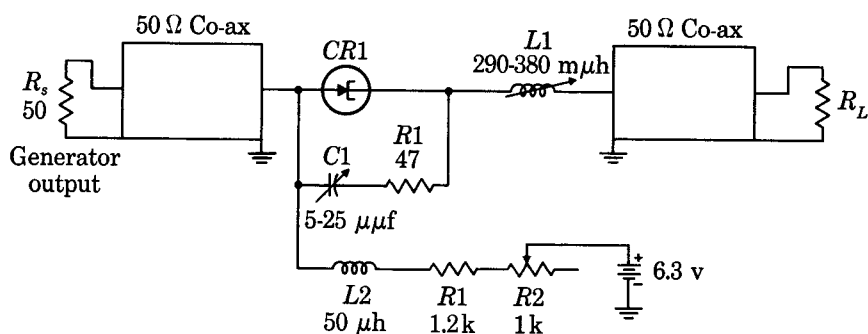 50 Ω Co-ax
50 Ω Co-ax
CR1
L1
290-380 mμh
R_s
50
R_L
Generator
output
C1
R1
47
5-25 μμf
+
−
6.3 v
L2
R1
R2
50 μh
1.2k
1k